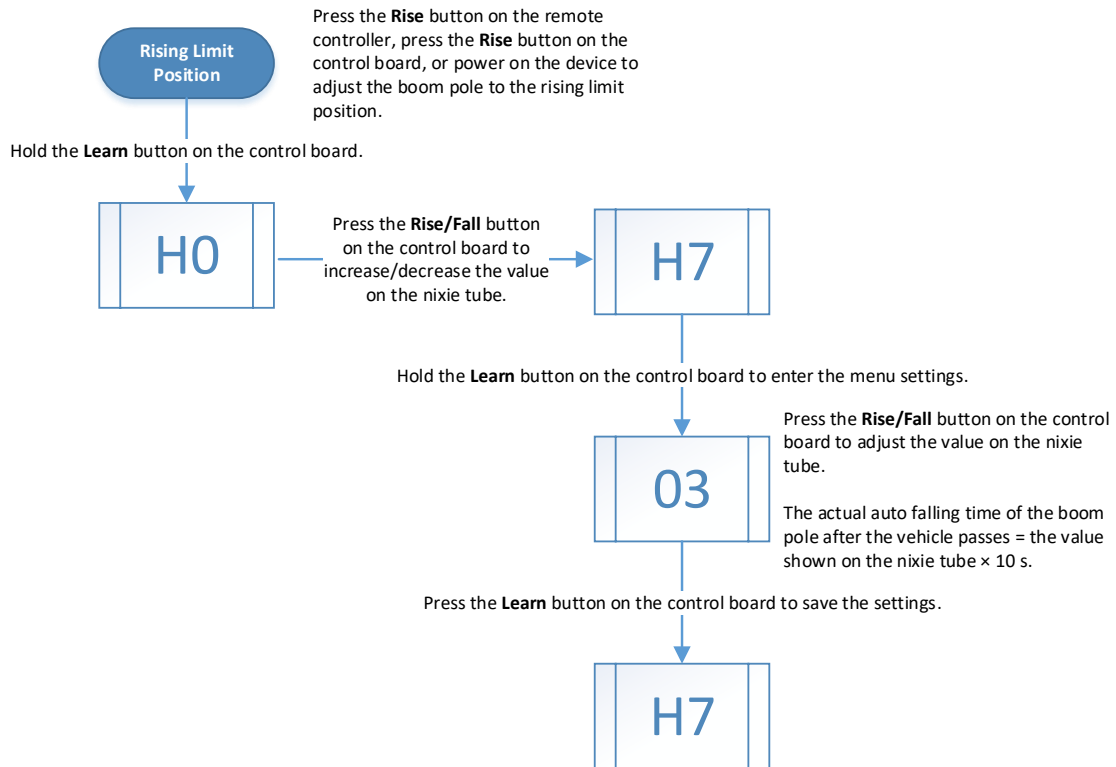 Rising Limit
Position
Press the Rise button on the remote
controller, press the Rise button on the
control board, or power on the device to
adjust the boom pole to the rising limit
position.
Hold the Learn button on the control board.
H0
Press the Rise/Fall button
on the control board to
increase/decrease the value
on the nixie tube.
H7
Hold the Learn button on the control board to enter the menu settings.
03
Press the Rise/Fall button on the control
board to adjust the value on the nixie
tube.
The actual auto falling time of the boom
pole after the vehicle passes = the value
shown on the nixie tube × 10 s.
Press the Learn button on the control board to save the settings.
H7